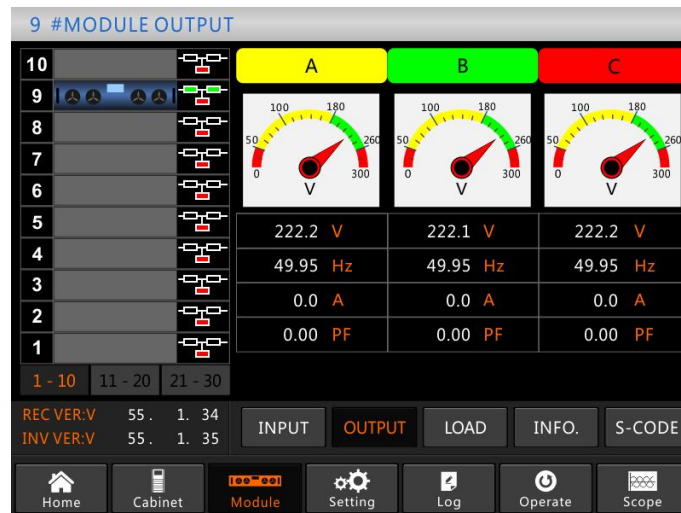 9 #MODULE OUTPUT
10
9
8
7
6
5
4
3
2
1
1 - 10 11 - 20 21 - 30
REC VER:V 55. 1. 34
INV VER:V 55. 1. 35
A B C
0 50 100 180 260 300 V
0 50 100 180 260 300 V
0 50 100 180 260 300 V
222.2 V 222.1 V 222.2 V
49.95 Hz 49.95 Hz 49.95 Hz
0.0 A 0.0 A 0.0 A
0.00 PF 0.00 PF 0.00 PF
INPUT OUTPUT LOAD INFO. S-CODE
Home Cabinet Module Setting Log Operate Scope